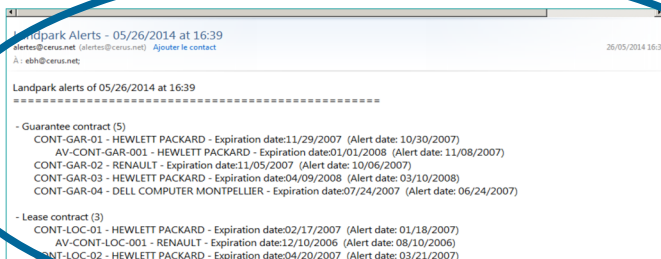 Landpark Alerts - 05/26/2014 at 16:39
alertes@cerus.net (alertes@cerus.net) Ajouter le contact
26/05/2014 16:3
À : ebh@cerus.net;
Landpark alerts of 05/26/2014 at 16:39
==================================================
- Guarantee contract (5)
CONT-GAR-01 - HEWLETT PACKARD - Expiration date:11/29/2007 (Alert date: 10/30/2007)
AV-CONT-GAR-001 - HEWLETT PACKARD - Expiration date:01/01/2008 (Alert date: 11/08/2007)
CONT-GAR-02 - RENAULT - Expiration date:11/05/2007 (Alert date: 10/06/2007)
CONT-GAR-03 - HEWLETT PACKARD - Expiration date:04/09/2008 (Alert date: 03/10/2008)
CONT-GAR-04 - DELL COMPUTER MONTPELLIER - Expiration date:07/24/2007 (Alert date: 06/24/2007)
- Lease contract (3)
CONT-LOC-01 - HEWLETT PACKARD - Expiration date:02/17/2007 (Alert date: 01/18/2007)
AV-CONT-LOC-001 - RENAULT - Expiration date:12/10/2006 (Alert date: 08/10/2006)
CONT-LOC-02 - HEWLETT PACKARD - Expiration date:04/20/2007 (Alert date: 03/21/2007)